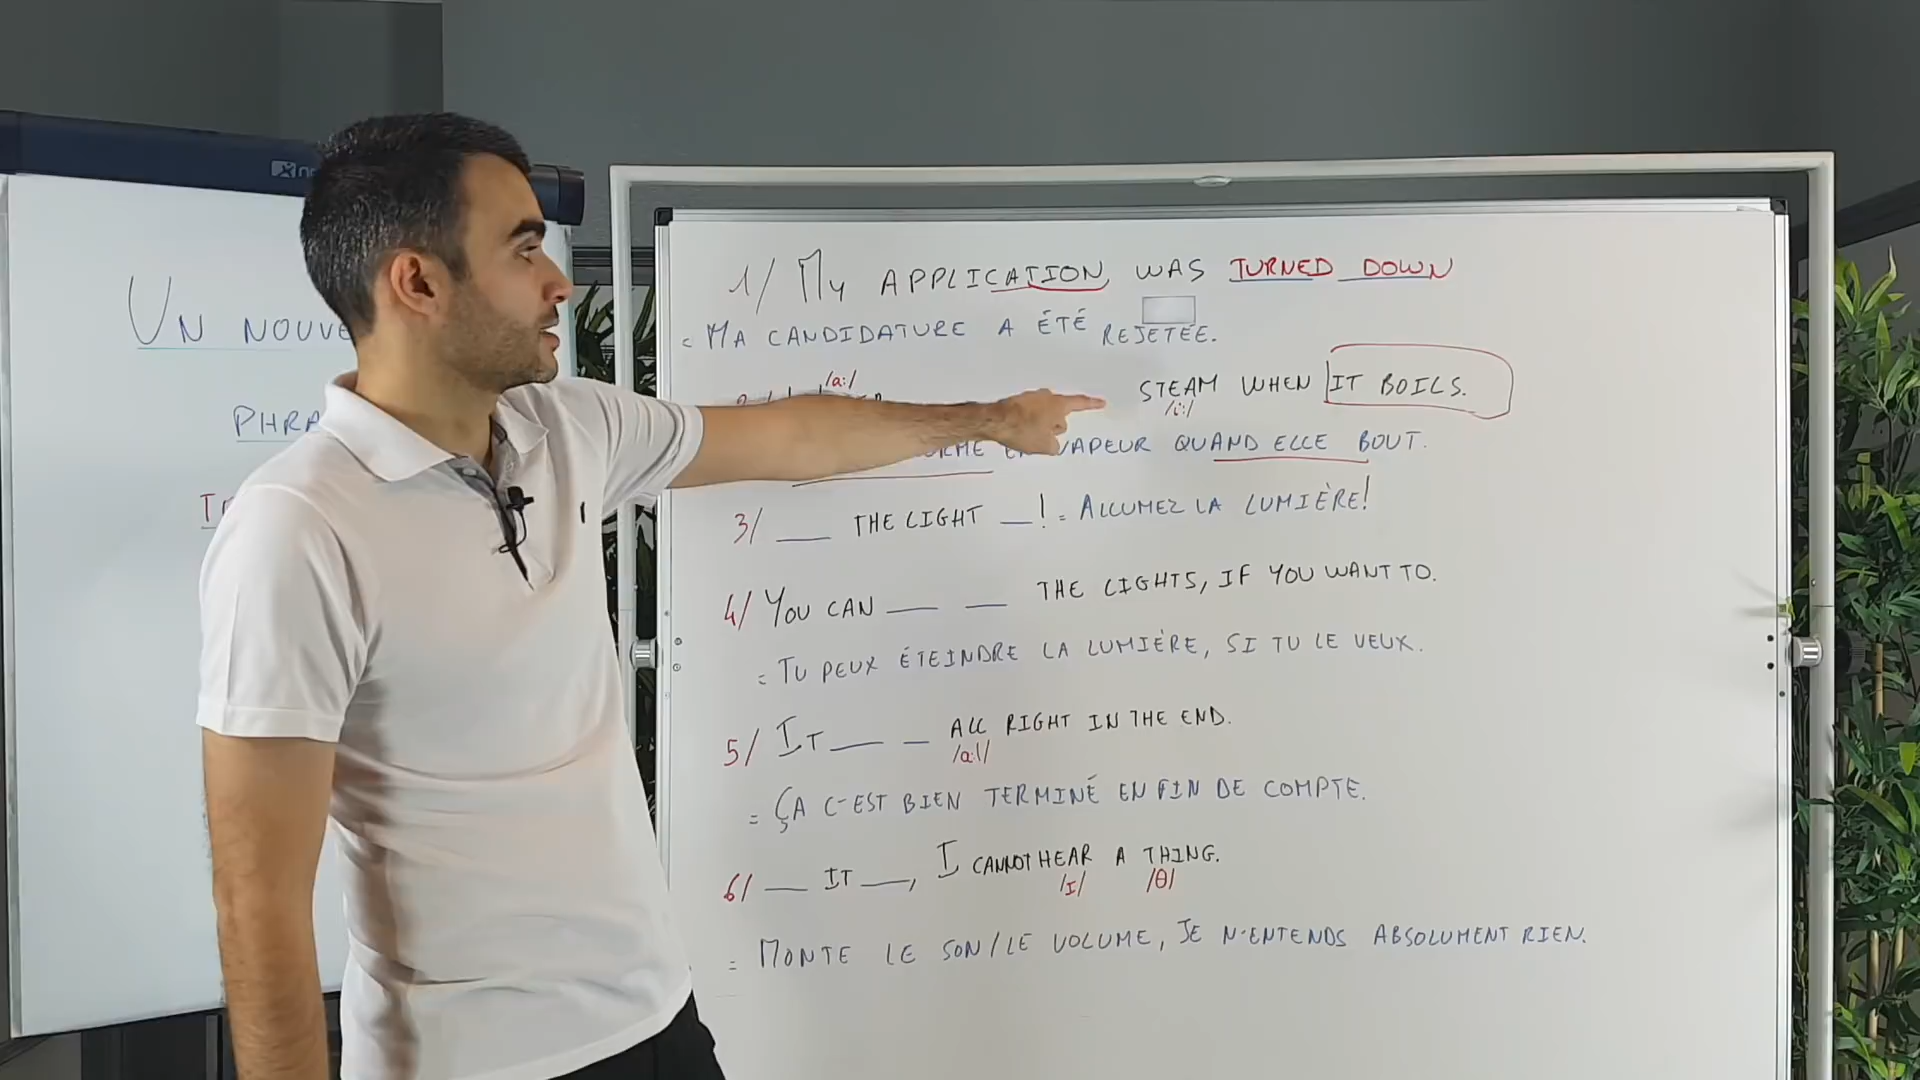 UN NOUVE
PHRA
1/ MY APPLICATION WAS TURNED DOWN
= MA CANDIDATURE A ÉTÉ REJETÉE.
/a:/
STEAM WHEN IT BOILS.
/i:/
VAPEUR QUAND ELLE BOUT.
3/ ___ THE LIGHT __! = ALLUMEZ LA LUMIÈRE!
4/ YOU CAN ___ ___ THE LIGHTS, IF YOU WANT TO.
= TU PEUX ÉTEINDRE LA LUMIÈRE, SI TU LE VEUX.
5/ IT ___ __ ALL RIGHT IN THE END.
/a:l/
= ÇA C'EST BIEN TERMINÉ EN FIN DE COMPTE.
6/ ___ IT ___, I CANNOT HEAR A THING.
/I/ /θ/
= MONTE LE SON/LE VOLUME, JE N'ENTENDS ABSOLUMENT RIEN.